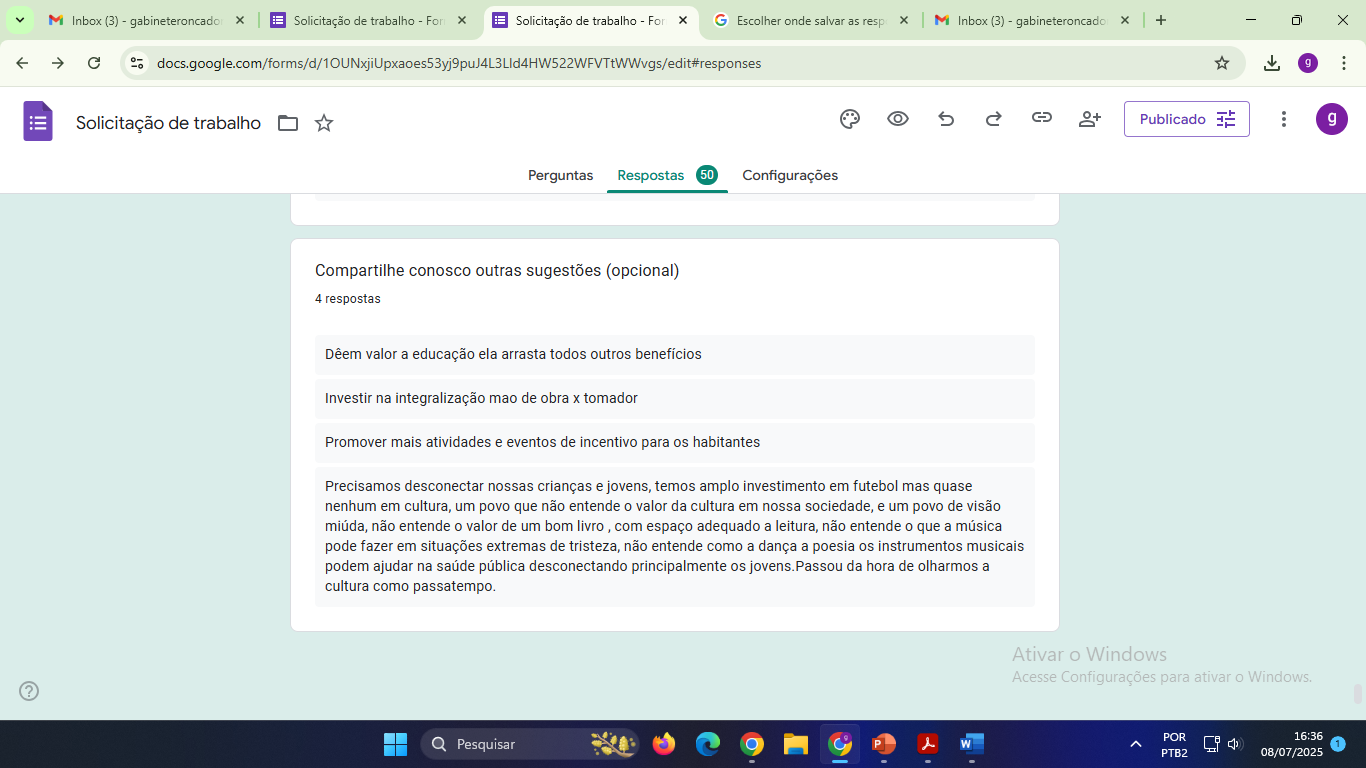 Inbox (3) - gabineteroncador
Solicitação de trabalho - For
Solicitação de trabalho - For
Escolher onde salvar as resp
Inbox (3) - gabineteroncador
docs.google.com/forms/d/1OUNxjiUpxaoes53yj9puJ4L3Lld4HW522WFVTtWWvgs/edit#responses
g
Solicitação de trabalho
Publicado
g
Perguntas
Respostas 50
Configurações
Compartilhe conosco outras sugestões (opcional)
4 respostas
Dêem valor a educação ela arrasta todos outros benefícios
Investir na integralização mao de obra x tomador
Promover mais atividades e eventos de incentivo para os habitantes
Precisamos desconectar nossas crianças e jovens, temos amplo investimento em futebol mas quase
nenhum em cultura, um povo que não entende o valor da cultura em nossa sociedade, e um povo de visão
miúda, não entende o valor de um bom livro , com espaço adequado a leitura, não entende o que a música
pode fazer em situações extremas de tristeza, não entende como a dança a poesia os instrumentos musicais
podem ajudar na saúde pública desconectando principalmente os jovens.Passou da hora de olharmos a
cultura como passatempo.
Ativar o Windows
Acesse Configurações para ativar o Windows.
Pesquisar
POR
PTB2
16:36
08/07/2025
1